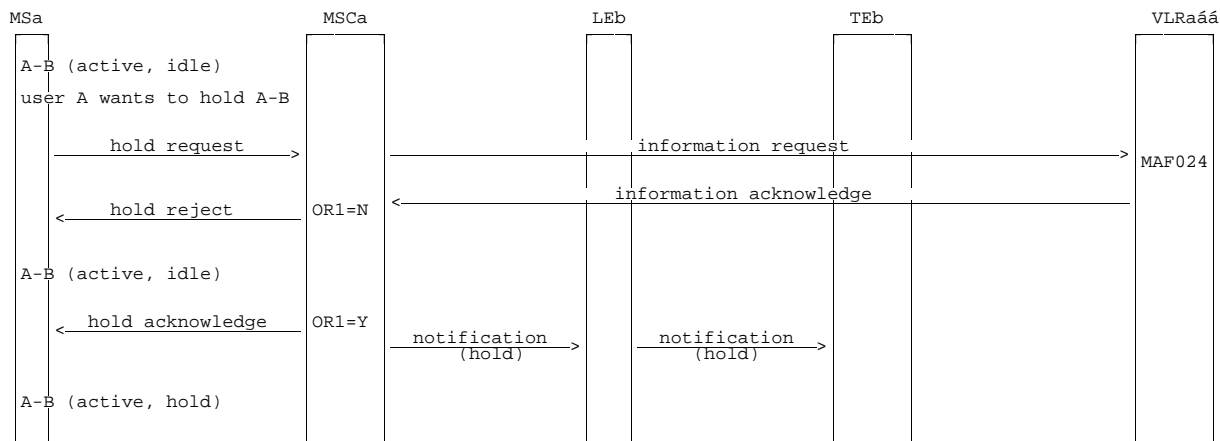 MSa MSCa LEb TEb VLRaáá
A-B (active, idle)
user A wants to hold A-B
hold request information request
MAF024
information acknowledge
hold reject OR1=N
A-B (active, idle)
hold acknowledge OR1=Y
notification notification
(hold) (hold)
A-B (active, hold)